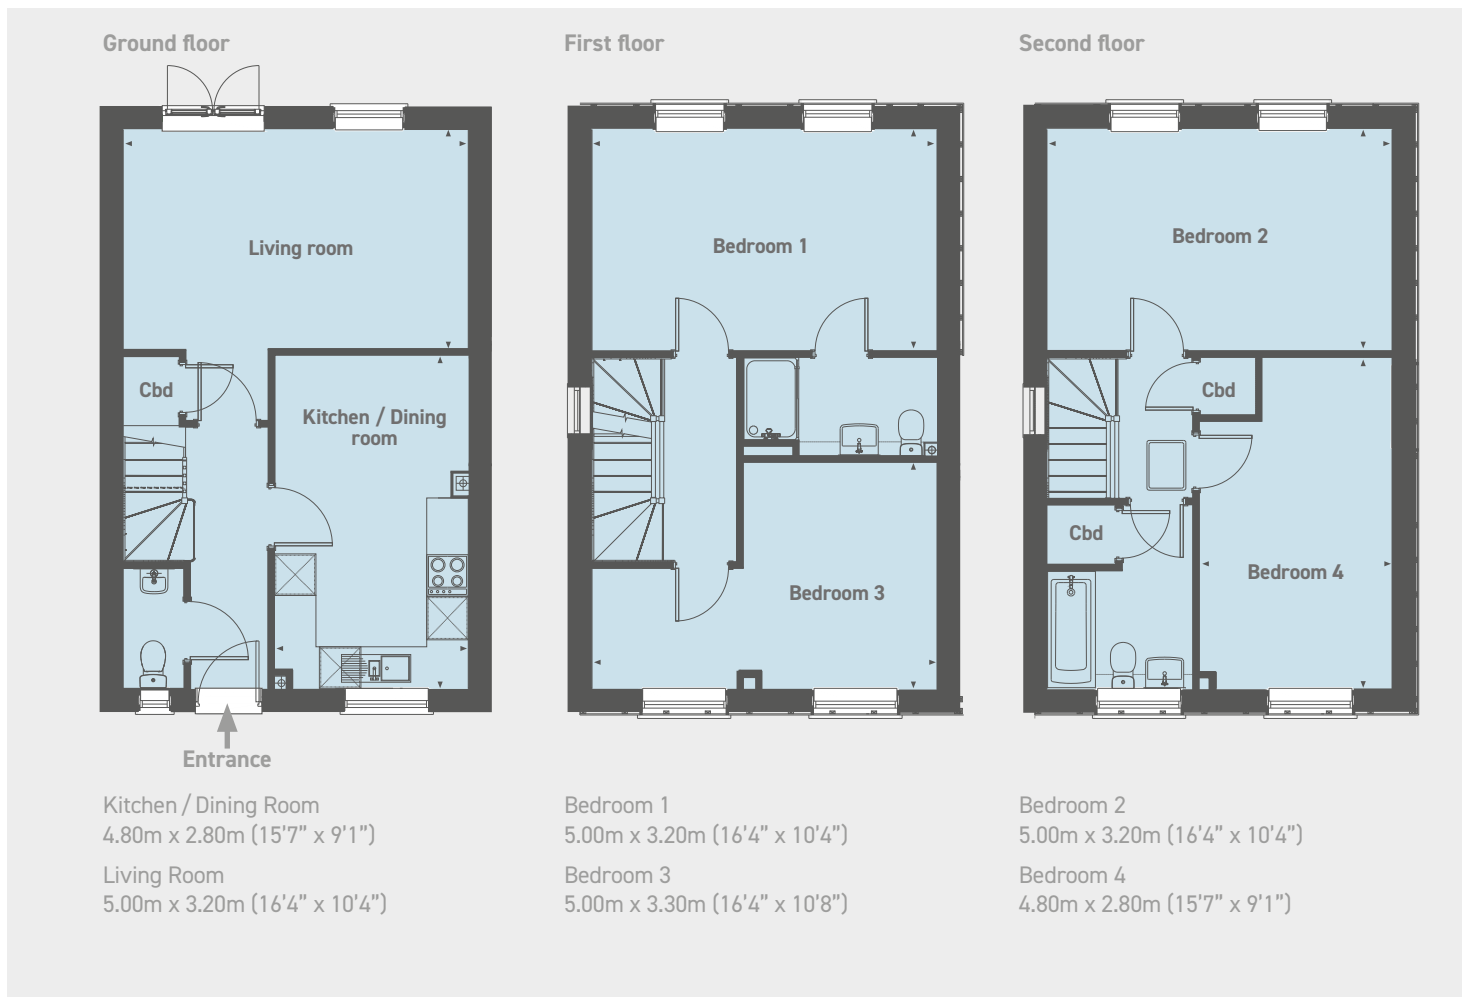 Ground floor
First floor
Second floor
Living room
Cbd
Kitchen / Dining
room
Bedroom 1
Bedroom 3
Bedroom 2
Cbd
Cbd
Bedroom 4
Entrance
Kitchen / Dining Room
4.80m x 2.80m (15’7” x 9’1”)
Living Room
5.00m x 3.20m (16’4” x 10’4”)
Bedroom 1
5.00m x 3.20m (16’4” x 10’4”)
Bedroom 3
5.00m x 3.30m (16’4” x 10’8”)
Bedroom 2
5.00m x 3.20m (16’4” x 10’4”)
Bedroom 4
4.80m x 2.80m (15’7” x 9’1”)